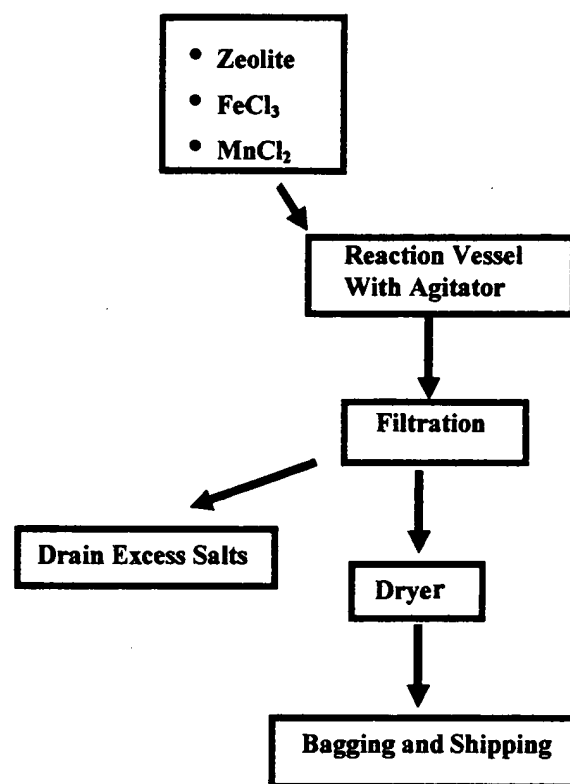 • Zeolite
• FeCl₃
• MnCl₂
Reaction Vessel
With Agitator
Filtration
Drain Excess Salts
Dryer
Bagging and Shipping